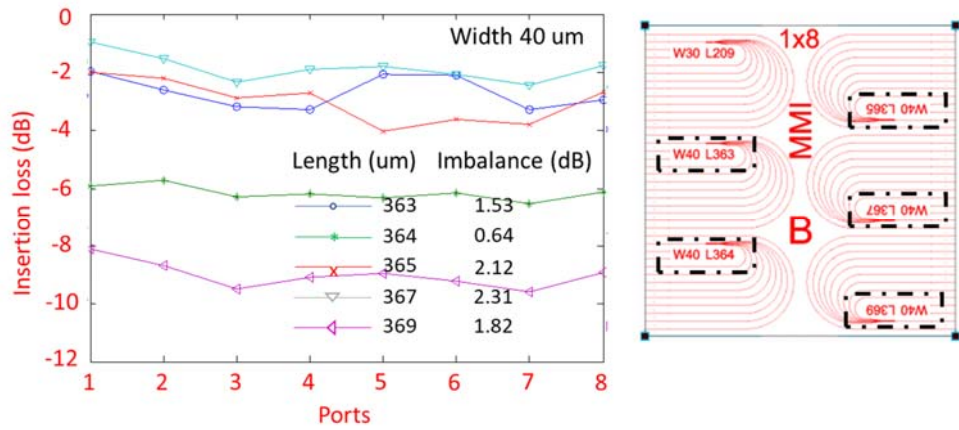 0
-2
-4
-6
-8
-10
-12
Insertion loss (dB)
Width 40 um
Length (um) Imbalance (dB)
363 1.53
364 0.64
365 2.12
367 2.31
369 1.82
1 2 3 4 5 6 7 8
Ports
1x8
W30 L209
W40 L365
MMI
W40 L363
W40 L367
B
W40 L364
W40 L369